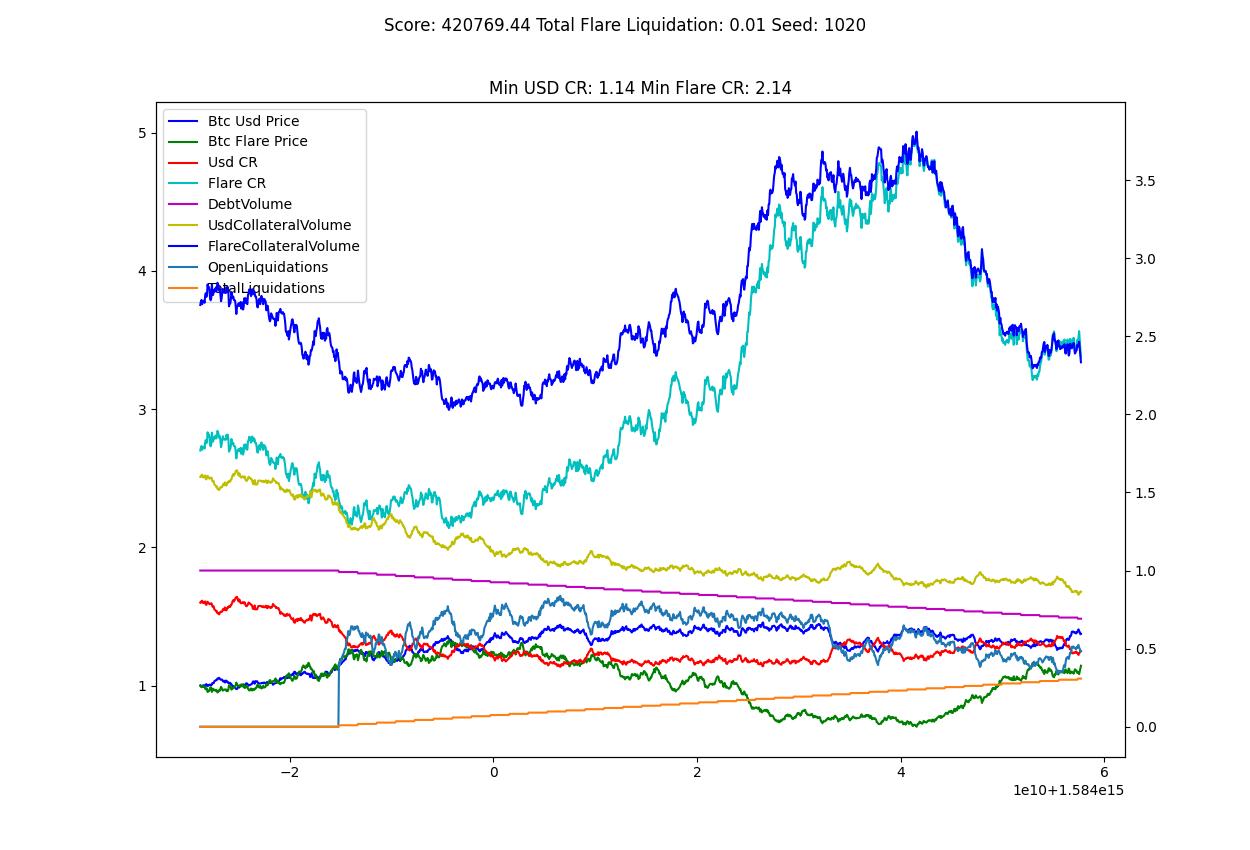 Score: 420769.44 Total Flare Liquidation: 0.01 Seed: 1020
Min USD CR: 1.14 Min Flare CR: 2.14
Btc Usd Price
Btc Flare Price
Usd CR
Flare CR
DebtVolume
UsdCollateralVolume
FlareCollateralVolume
OpenLiquidations
TotalLiquidations
5
4
3
2
1
3.5
3.0
2.5
2.0
1.5
1.0
0.5
0.0
−2
0
2
4
6
1e10+1.584e15